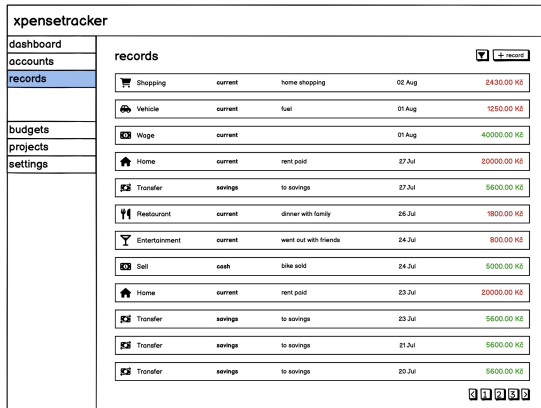 xpensetracker
dashboard
accounts
records
budgets
projects
settings
records
+ record
Shopping current home shopping 02 Aug 2430.00 Kč
Vehicle current fuel 01 Aug 1250.00 Kč
Wage current 01 Aug 40000.00 Kč
Home current rent paid 27 Jul 20000.00 Kč
Transfer savings to savings 27 Jul 5600.00 Kč
Restaurant current dinner with family 26 Jul 1800.00 Kč
Entertainment current went out with friends 24 Jul 800.00 Kč
Sell cash bike sold 24 Jul 5000.00 Kč
Home current rent paid 23 Jul 20000.00 Kč
Transfer savings to savings 23 Jul 5600.00 Kč
Transfer savings to savings 21 Jul 5600.00 Kč
Transfer savings to savings 20 Jul 5600.00 Kč
< 1 2 3 >